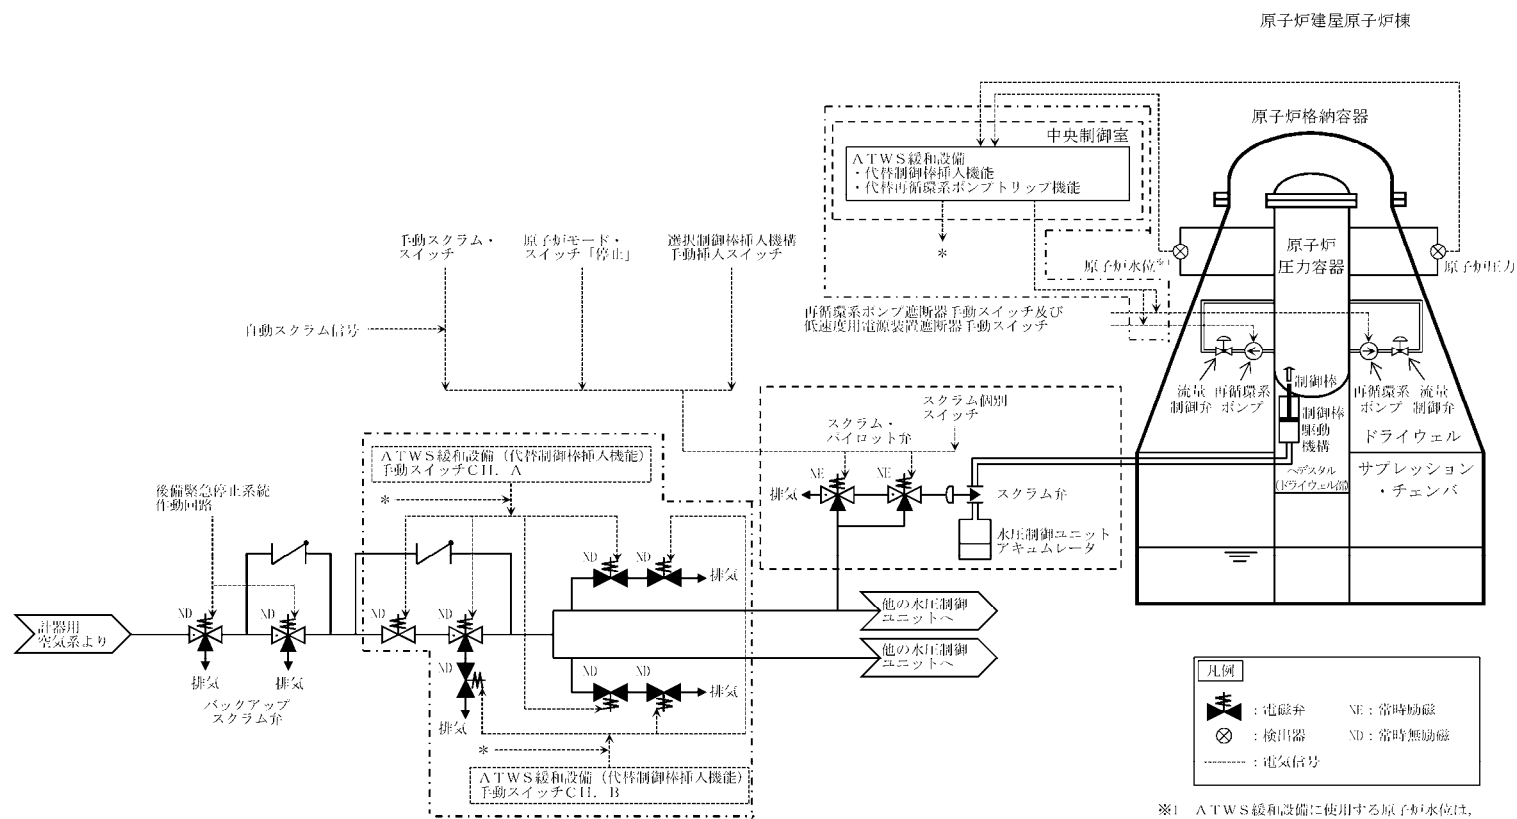 原子炉建屋原子炉棟
原子炉格納容器
中央制御室
ＡＴＷＳ緩和設備
・代替制御棒挿入機能
・代替再循環系ポンプトリップ機能
＊
原子炉水位※1
原子炉
圧力容器
原子炉圧力
手動スクラム・
スイッチ
原子炉モード・
スイッチ「停止」
選択制御棒挿入機構
手動挿入スイッチ
自動スクラム信号
再循環系ポンプ遮断器手動スイッチ及び
低速度用電源装置遮断器手動スイッチ
流量
制御弁
再循環系
ポンプ
制御棒
再循環系
ポンプ
流量
制御弁
制御棒
駆動
機構
ドライウェル
ペデスタル
(ドライウェル部)
サプレッション
・チェンバ
スクラム個別
スイッチ
スクラム・
パイロット弁
NE
NE
排気
スクラム弁
水圧制御ユニット
アキュムレータ
ＡＴＷＳ緩和設備（代替制御棒挿入機能）
手動スイッチＣＨ．Ａ
＊
後備緊急停止系統
作動回路
ND
ND
排気
ND
ND
ND
ND
計器用
空気系より
他の水圧制御
ユニットへ
他の水圧制御
ユニットへ
排気
排気
バックアップ
スクラム弁
ND
排気
ND
ND
排気
＊
ＡＴＷＳ緩和設備（代替制御棒挿入機能）
手動スイッチＣＨ．Ｂ
凡例
：電磁弁
NE：常時励磁
：検出器
ND：常時無励磁
：電気信号
※1　ＡＴＷＳ緩和設備に使用する原子炉水位は，